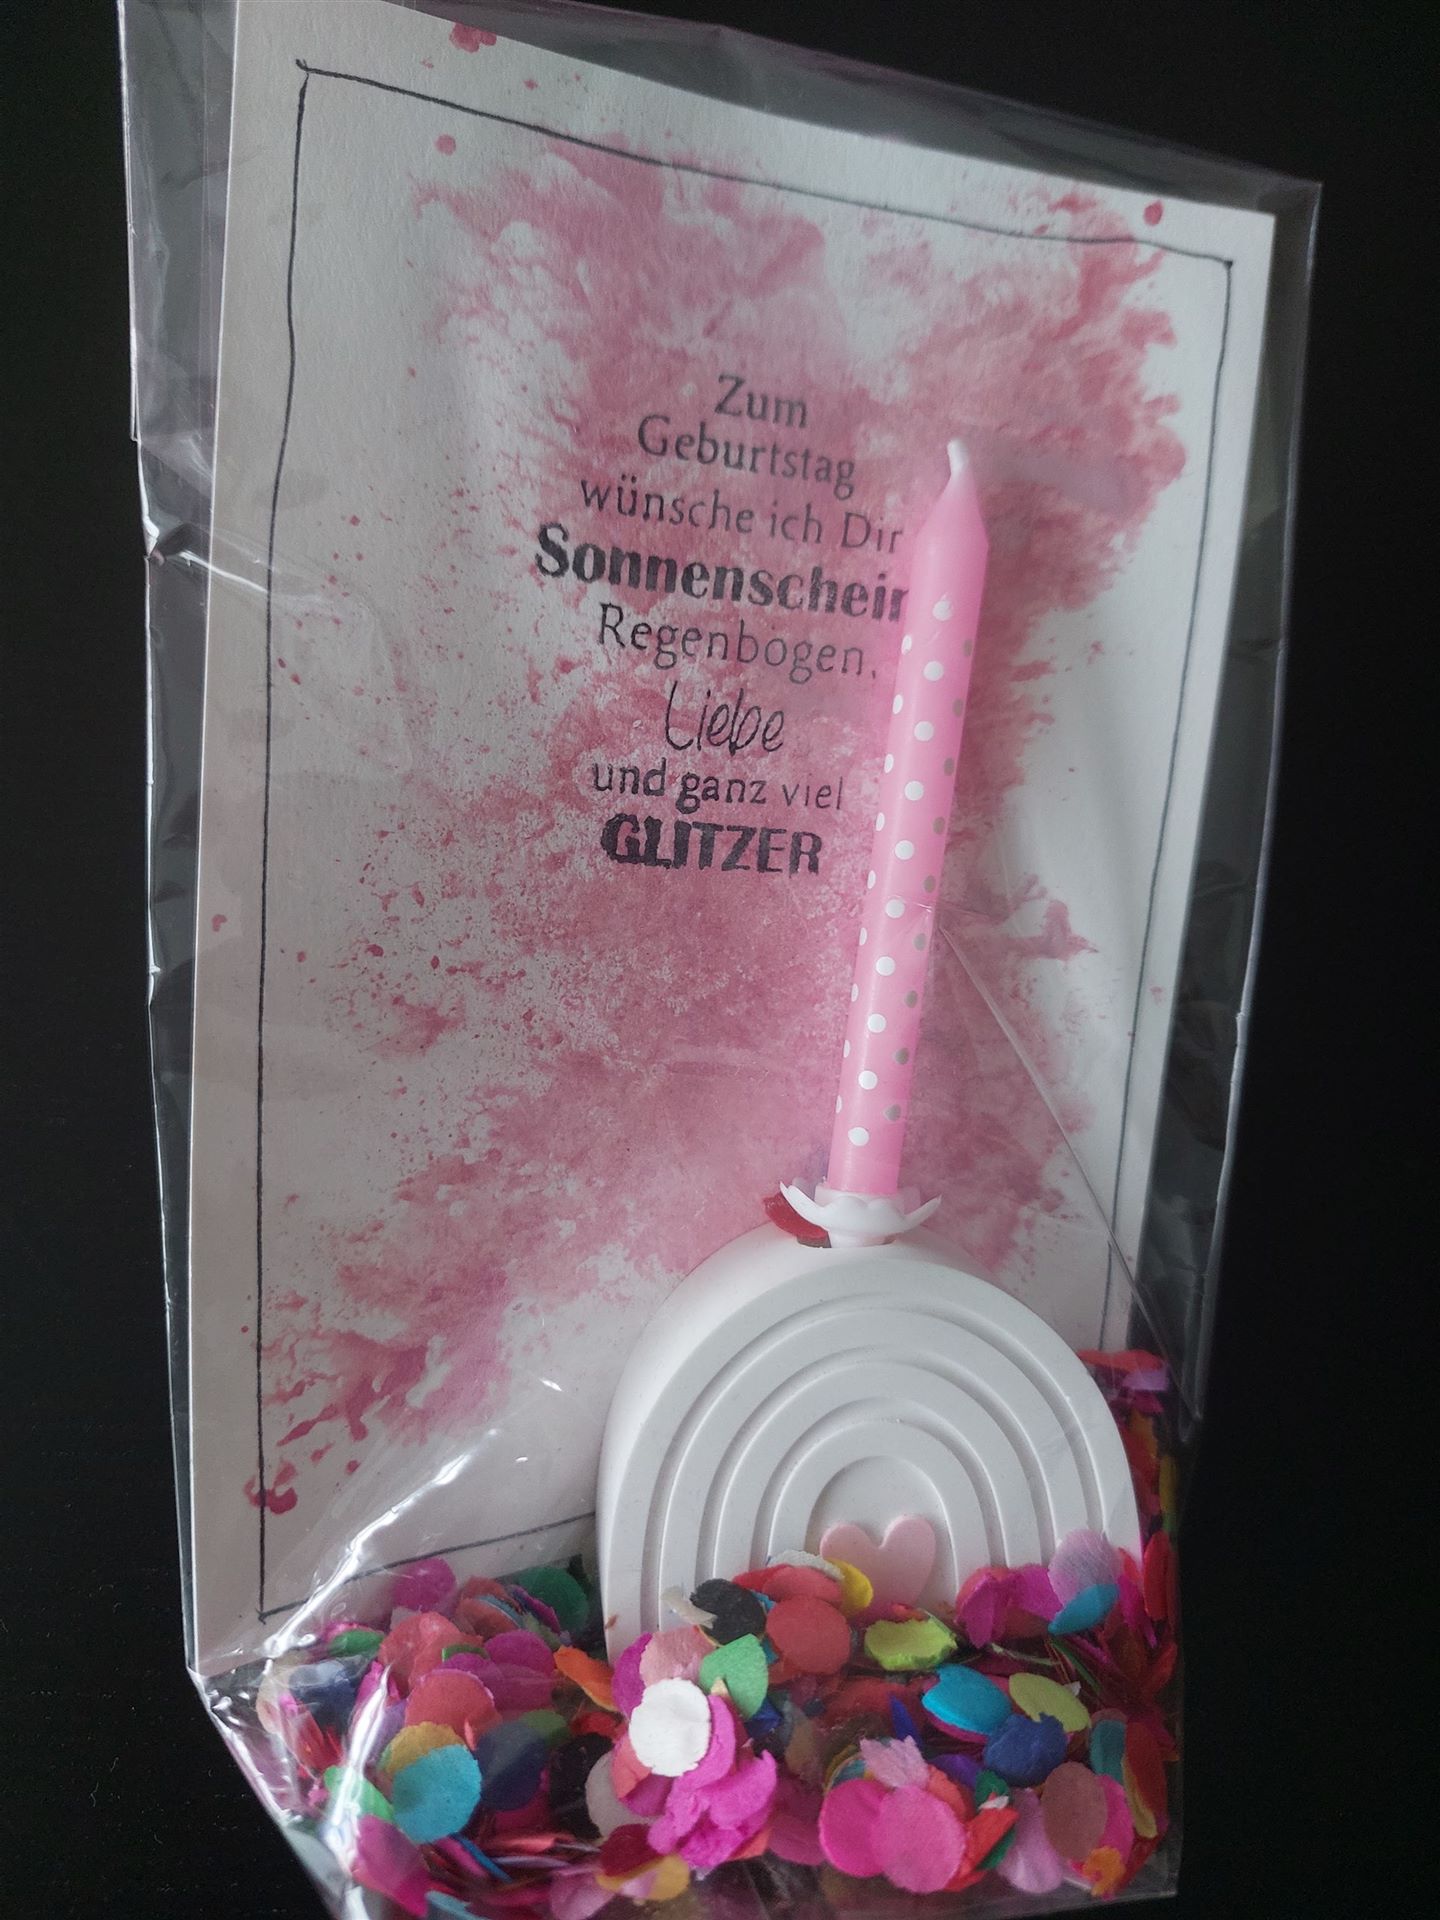 Zum
Geburtstag
wünsche ich Dir
Sonnenschein
Regenbogen,
Liebe
und ganz viel
GLITZER